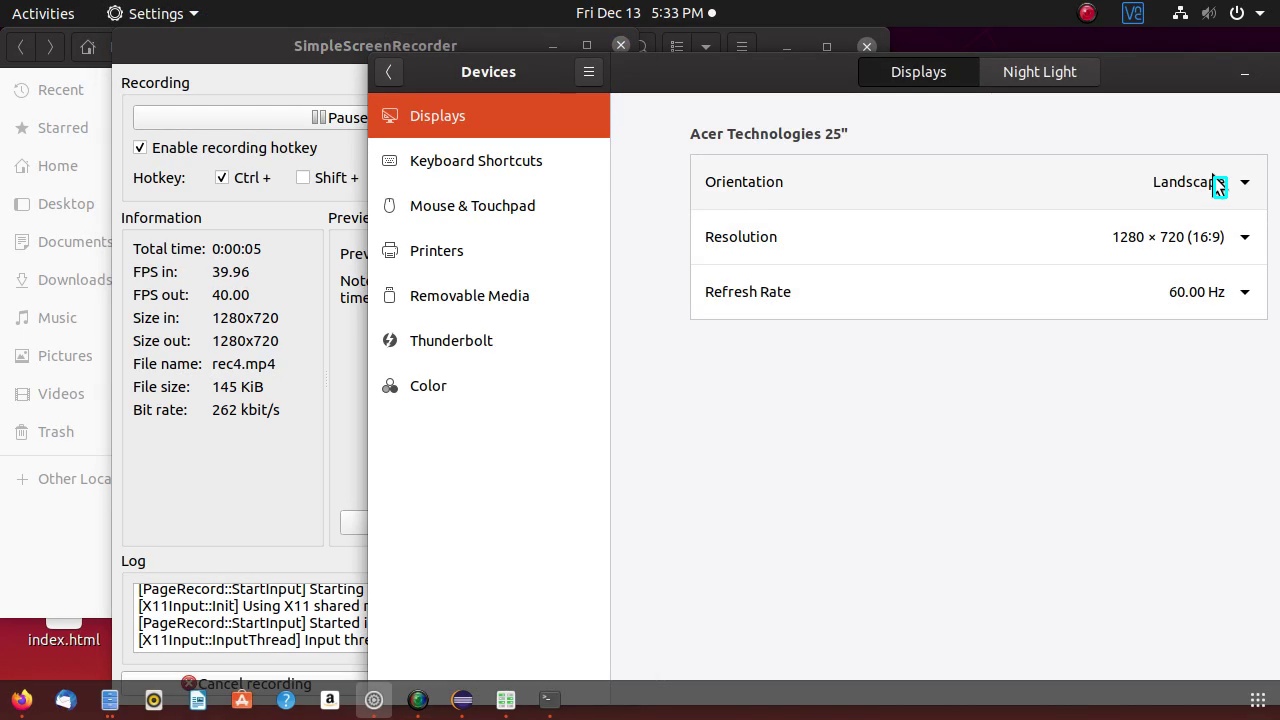 Activities
Settings
Fri Dec 13 5:33 PM
V2
SimpleScreenRecorder
Recent
Starred
Home
Desktop
Documents
Downloads
Music
Pictures
Videos
Trash
Other Loca
index.html
Recording
Pause
Enable recording hotkey
Hotkey: Ctrl + Shift +
Information
Total time: 0:00:05
FPS in: 39.96
FPS out: 40.00
Size in: 1280x720
Size out: 1280x720
File name: rec4.mp4
File size: 145 KiB
Bit rate: 262 kbit/s
Previe
Prev
Note
time
Log
[PageRecord::StartInput] Starting
[X11Input::Init] Using X11 shared
[PageRecord::StartInput] Started i
[X11Input::InputThread] Input thre
Cancel recording
Devices
Displays
Keyboard Shortcuts
Mouse & Touchpad
Printers
Removable Media
Thunderbolt
Color
Displays
Night Light
Acer Technologies 25"
Orientation Landscape
Resolution 1280 × 720 (16:9)
Refresh Rate 60.00 Hz